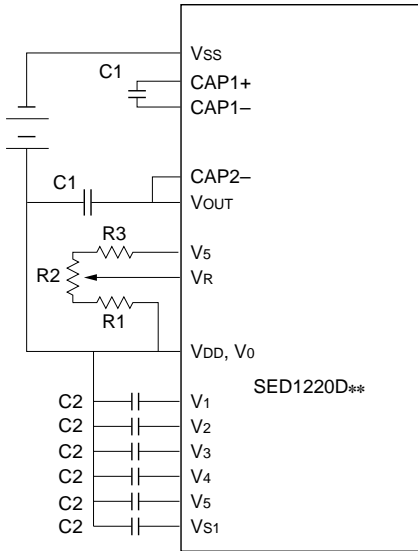 VSS
C1
CAP1+
CAP1–
CAP2–
C1
VOUT
R3
V5
R2
VR
R1
VDD, V0
SED1220D**
C2
V1
C2
V2
C2
V3
C2
V4
C2
V5
C2
VS1